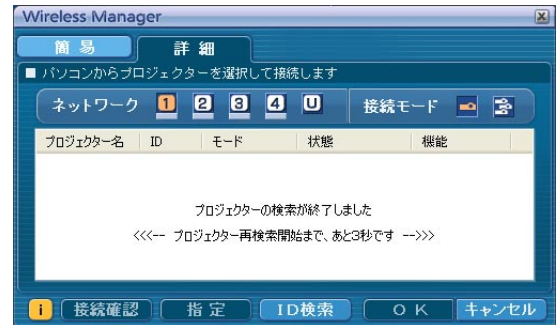 Wireless Manager
簡易 詳細
■ パソコンからプロジェクターを選択して接続します
ネットワーク 1 2 3 4 U 接続モード
プロジェクター名 ID モード 状態 機能
プロジェクターの検索が終了しました
<<<-- プロジェクター再検索開始まで、あと3秒です -->>>
i 接続確認 指定 ID検索 OK キャンセル